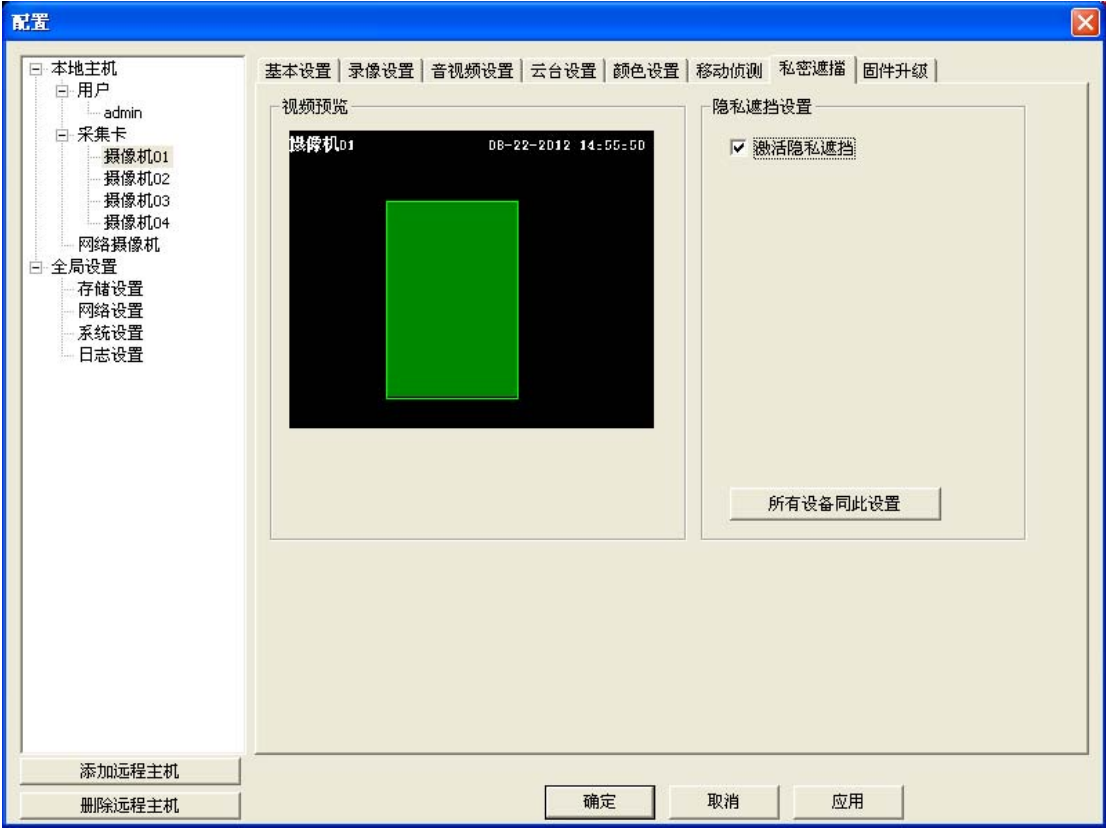 配置
本地主机
用户
admin
采集卡
摄像机01
摄像机02
摄像机03
摄像机04
网络摄像机
全局设置
存储设置
网络设置
系统设置
日志设置
添加远程主机
删除远程主机
基本设置 录像设置 音视频设置 云台设置 颜色设置 移动侦测 私密遮挡 固件升级
视频预览
摄像机01 08-22-2012 14:55:50
隐私遮挡设置
激活隐私遮挡
所有设备同此设置
确定 取消 应用